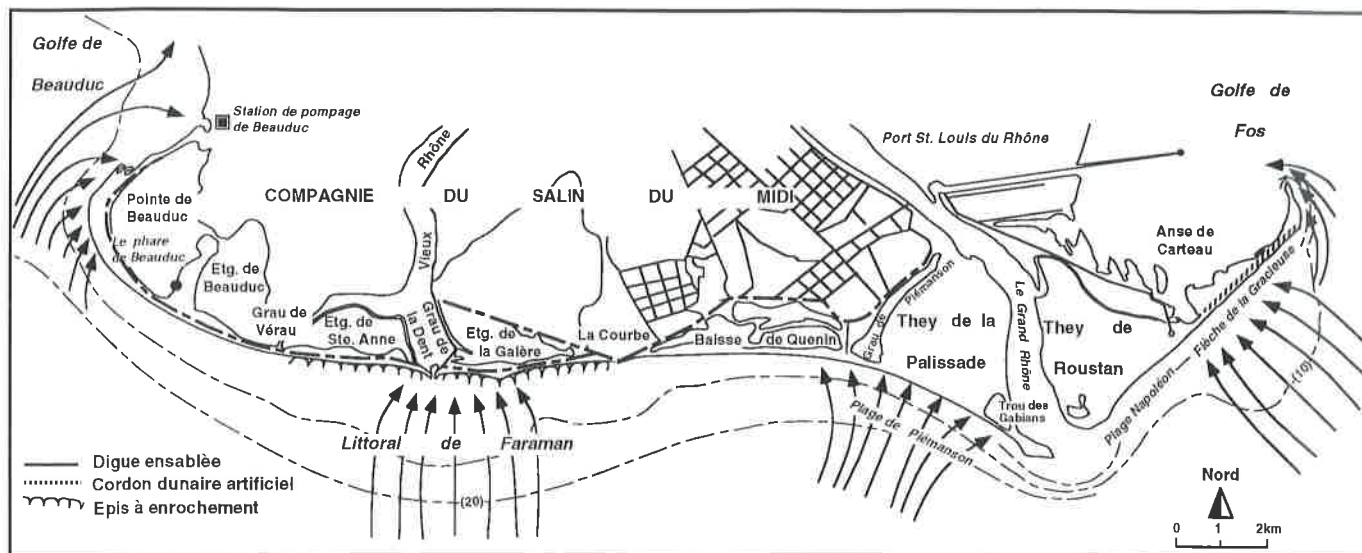 Golfe de
Beauduc
Station de pompage
de Beauduc
Pointe de
Beauduc
Le phare
de Beauduc
Etg. de
Beauduc
Grau de
Vérau
COMPAGNIE DU SALIN DU MIDI
Rhône
Vieux
Etg. de
Ste. Anne
Grau de
la Dent
Etg. de
la Galère
La Courbe
Baisse de Quenin
Grau de Piémanson
They de la
Palissade
Port St. Louis du Rhône
Le Grand Rhône
They de
Roustan
Trou des
Gabians
Anse de
Carteau
Golfe de
Fos
Plage Napoléon
Flèche de la Gracieuse
Plage de Piémanson
Littoral de Faraman
(10)
(20)
Digue ensablèe
Cordon dunaire artificiel
Epis à enrochement
Nord
0 1 2km